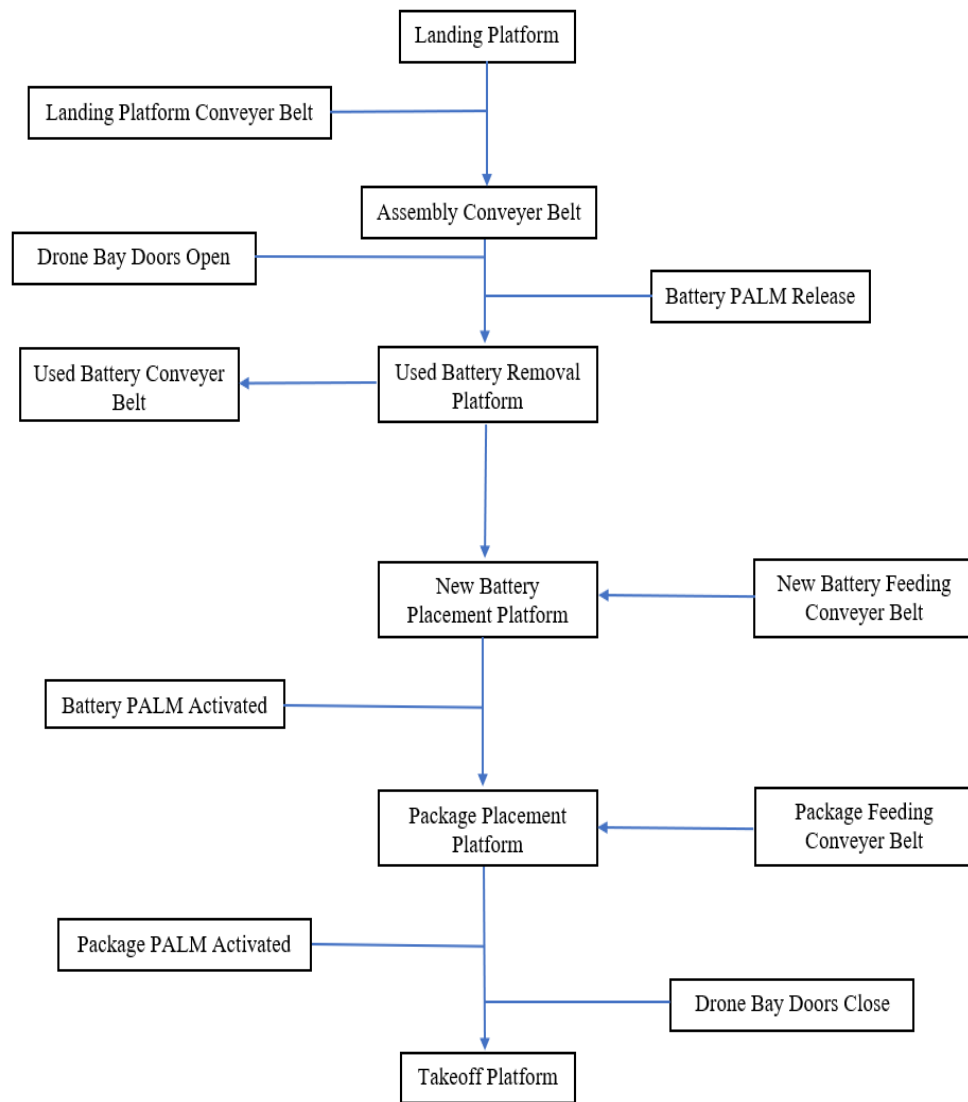 Landing Platform
Landing Platform Conveyer Belt
Assembly Conveyer Belt
Drone Bay Doors Open
Battery PALM Release
Used Battery Conveyer
Belt
Used Battery Removal
Platform
New Battery
Placement Platform
New Battery Feeding
Conveyer Belt
Battery PALM Activated
Package Placement
Platform
Package Feeding
Conveyer Belt
Package PALM Activated
Drone Bay Doors Close
Takeoff Platform